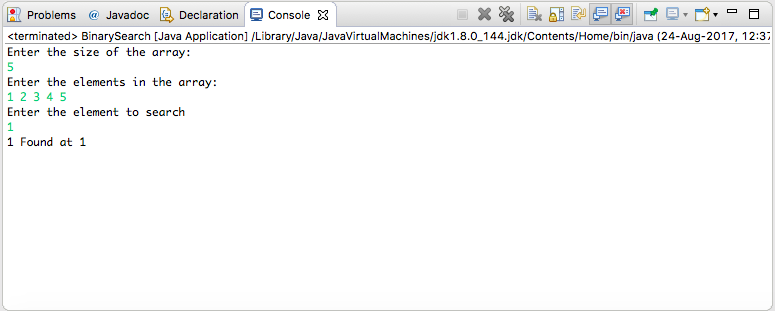 Problems @ Javadoc Declaration Console
<terminated> BinarySearch [Java Application] /Library/Java/JavaVirtualMachines/jdk1.8.0_144.jdk/Contents/Home/bin/java (24-Aug-2017, 12:37
Enter the size of the array:
5
Enter the elements in the array:
1 2 3 4 5
Enter the element to search
1
1 Found at 1